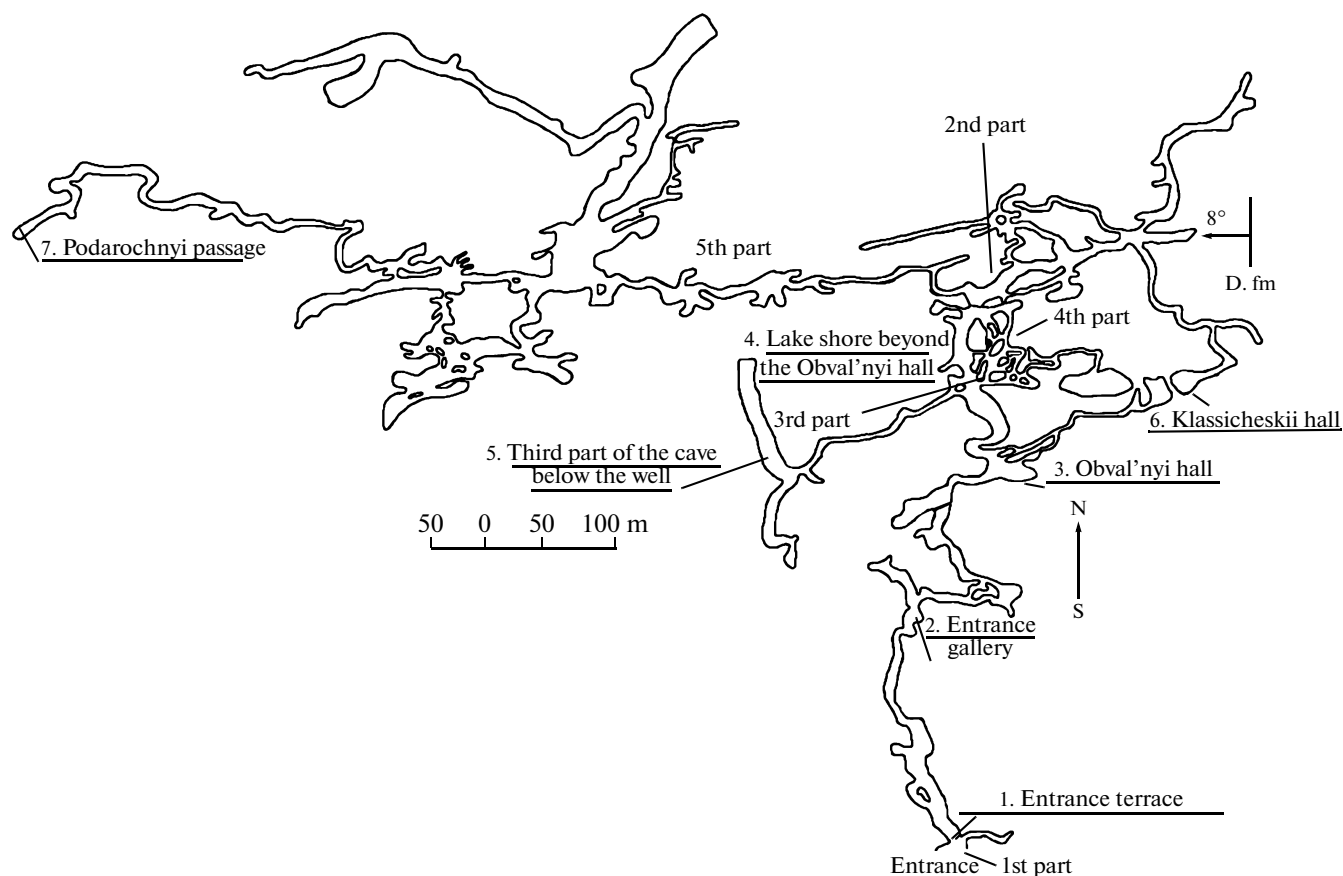 2nd part
8°
7. Podarochnyi passage
5th part
D. fm
4th part
4. Lake shore beyond
the Obval’nyi hall
3rd part
6. Klassicheskii hall
5. Third part of the cave
below the well
3. Obval’nyi hall
N
50 0 50 100 m
S
2. Entrance
gallery
1. Entrance terrace
Entrance
1st part